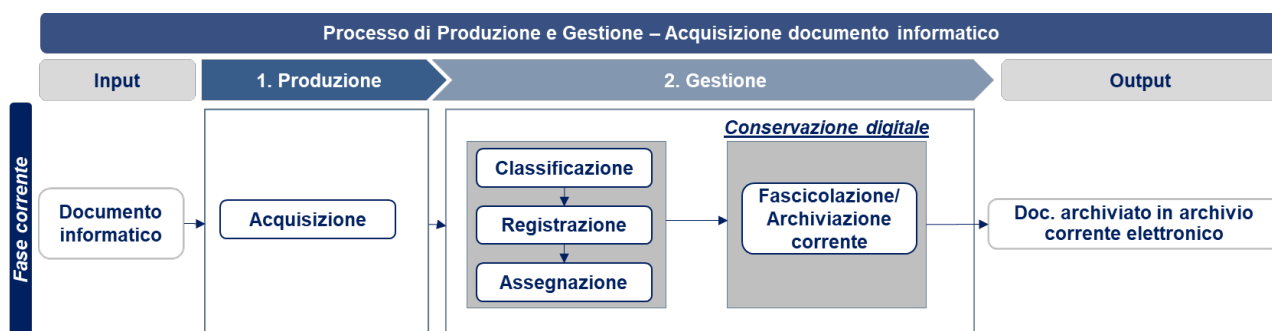 Processo di Produzione e Gestione – Acquisizione documento informatico
Input
1. Produzione
2. Gestione
Output
Fase corrente
Documento
informatico
Acquisizione
Classificazione
Registrazione
Assegnazione
Conservazione digitale
Fascicolazione/
Archiviazione
corrente
Doc. archiviato in archivio
corrente elettronico